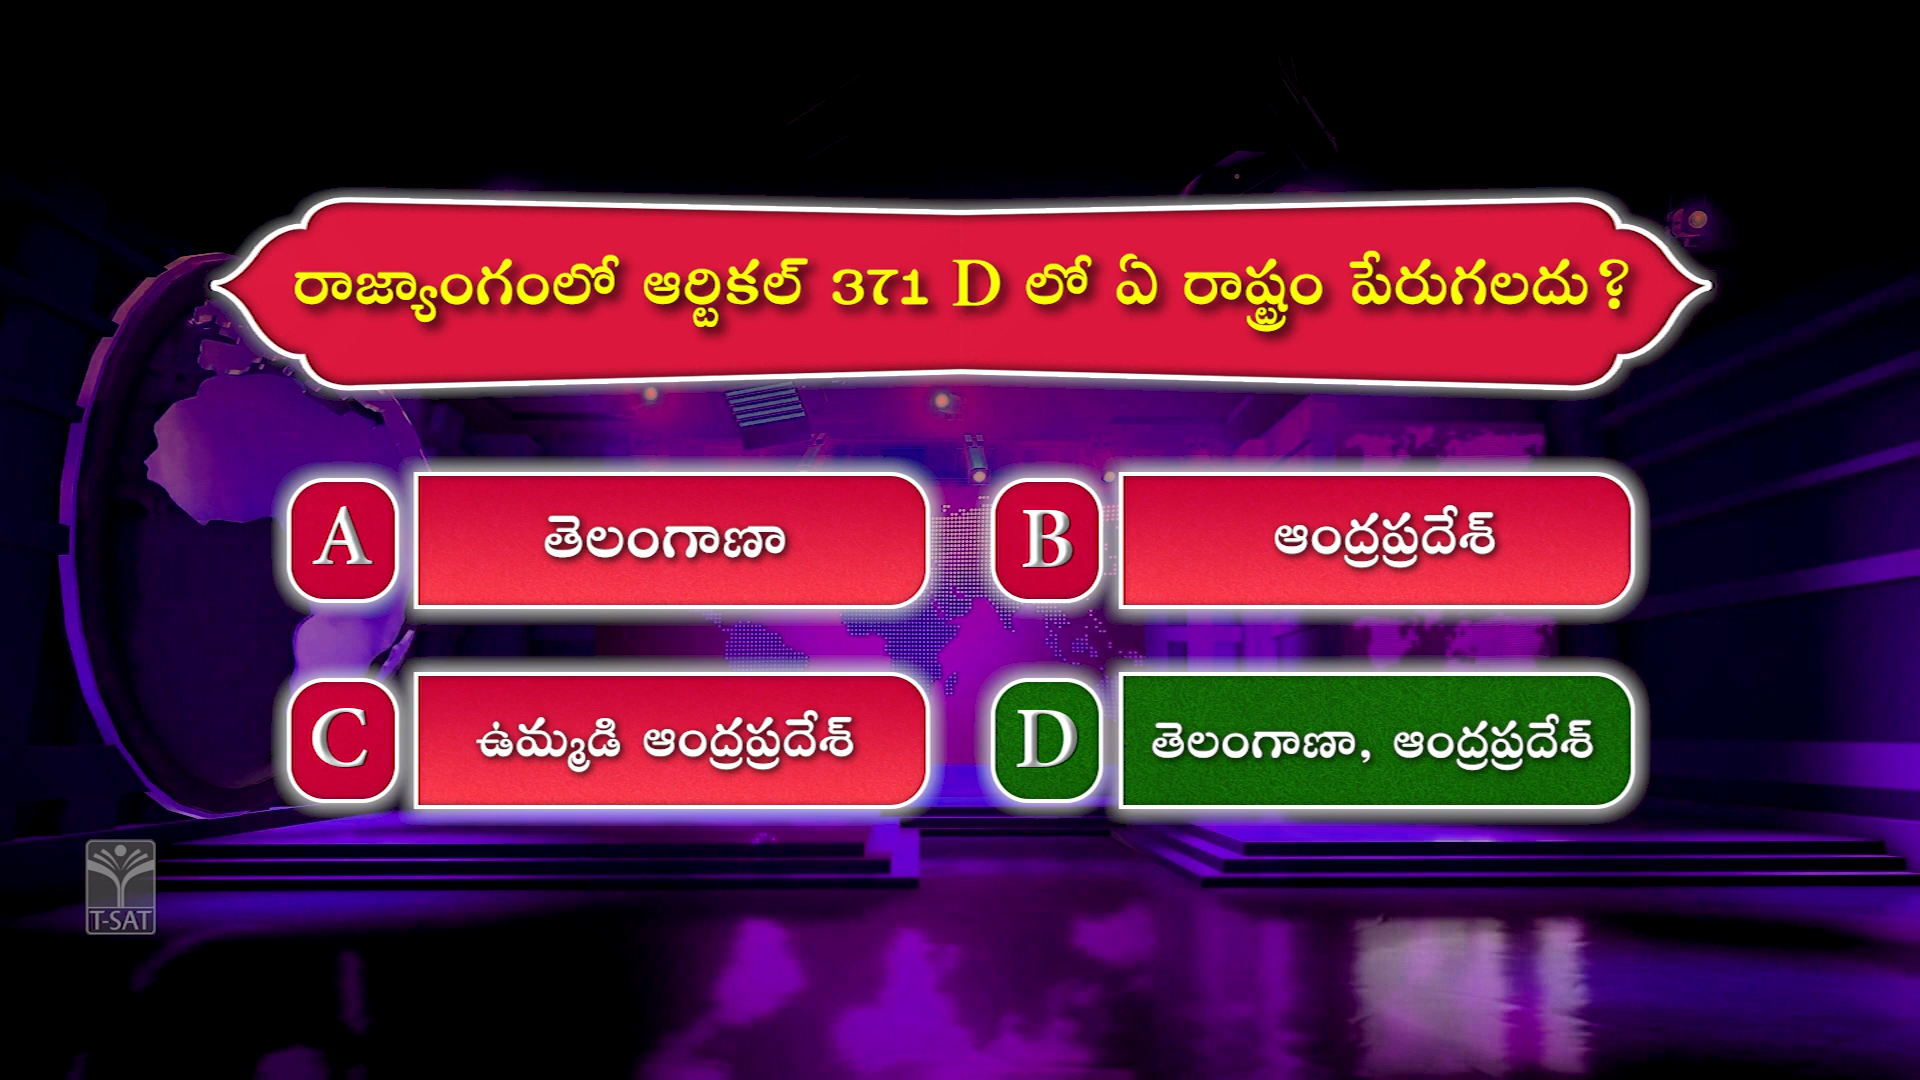 రాజ్యాంగంలో ఆర్టికల్ 371 D లో ఏ రాష్ట్రం పేరుగలదు?
A తెలంగాణా
B ఆంద్రప్రదేశ్
C ఉమ్మడి ఆంద్రప్రదేశ్
D తెలంగాణా, ఆంద్రప్రదేశ్
T-SAT